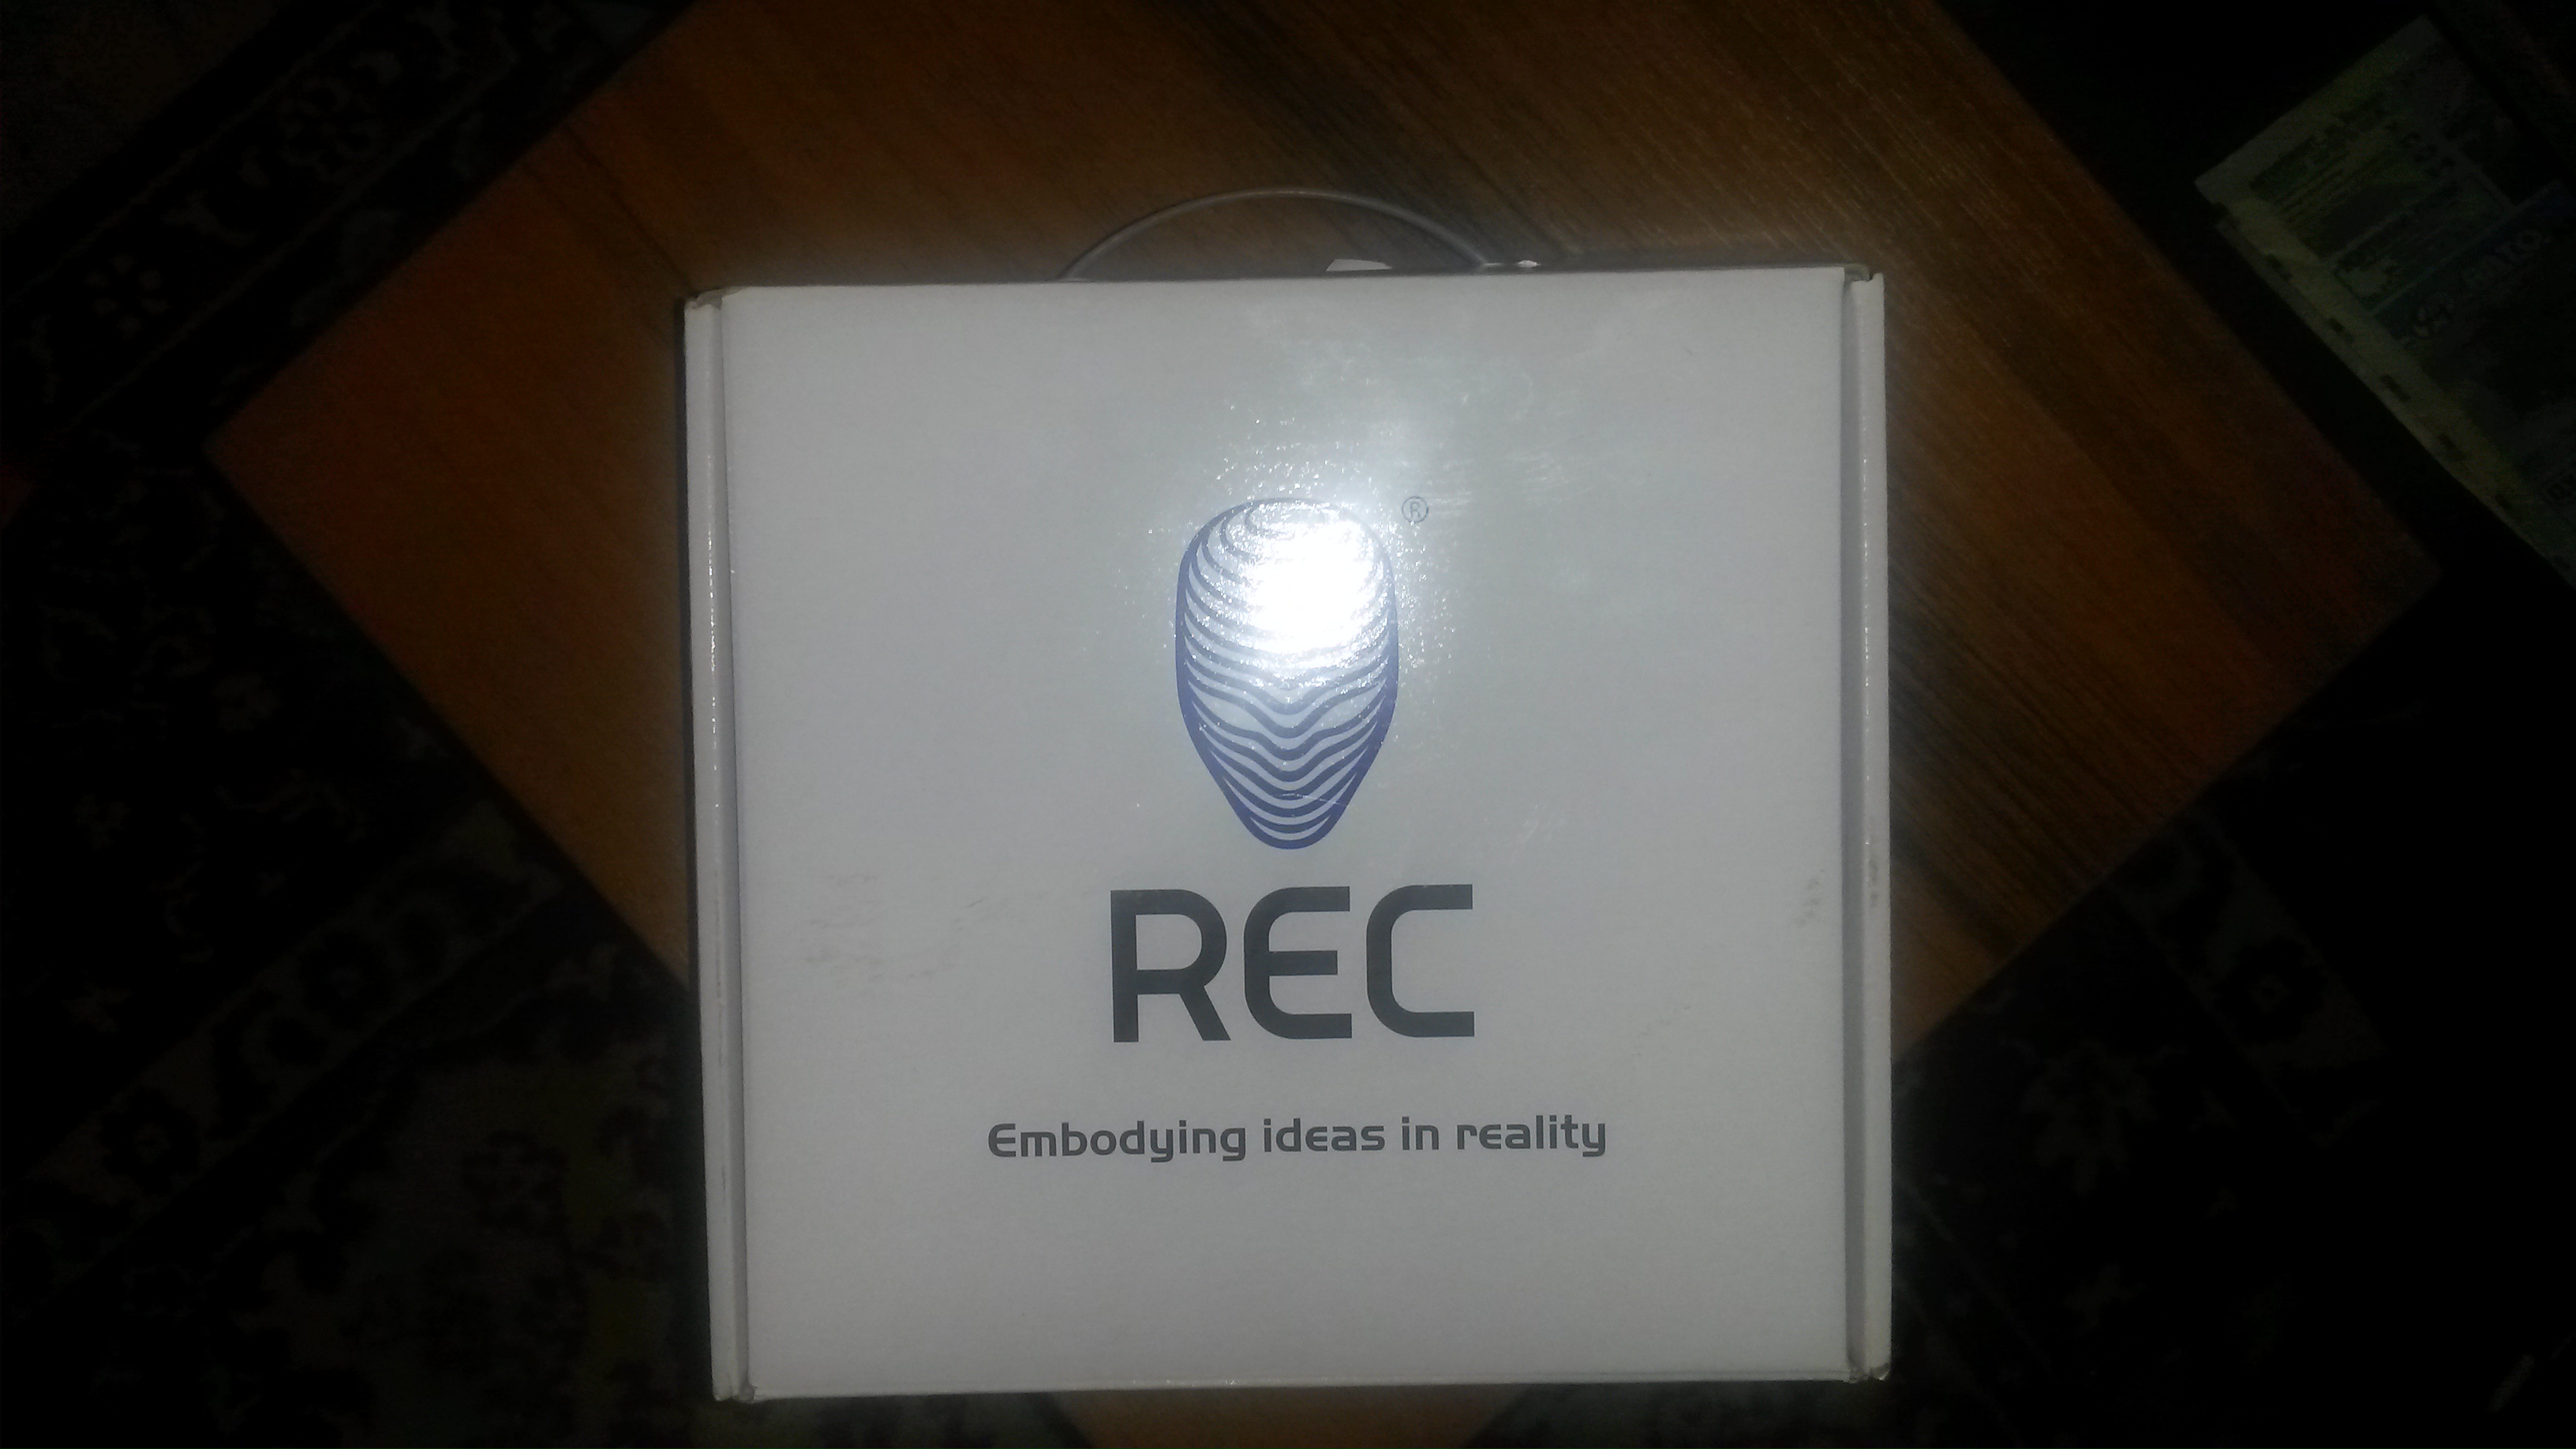 ®
REC
Embodying ideas in reality